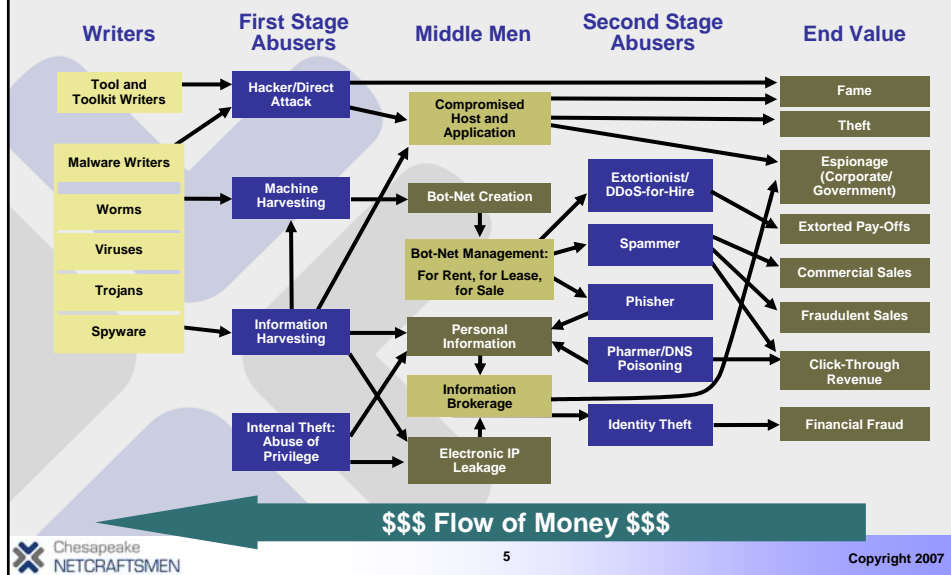 Writers
First Stage
Abusers
Middle Men
Second Stage
Abusers
End Value
Tool and
Toolkit Writers
Malware Writers
Worms
Viruses
Trojans
Spyware
Hacker/Direct
Attack
Machine
Harvesting
Information
Harvesting
Internal Theft:
Abuse of
Privilege
Compromised
Host and
Application
Bot-Net Creation
Bot-Net Management:
For Rent, for Lease,
for Sale
Personal
Information
Information
Brokerage
Electronic IP
Leakage
Extortionist/
DDoS-for-Hire
Spammer
Phisher
Pharmer/DNS
Poisoning
Identity Theft
Fame
Theft
Espionage
(Corporate/
Government)
Extorted Pay-Offs
Commercial Sales
Fraudulent Sales
Click-Through
Revenue
Financial Fraud
$$$ Flow of Money $$$
Chesapeake
NETCRAFTSMEN
5
Copyright 2007